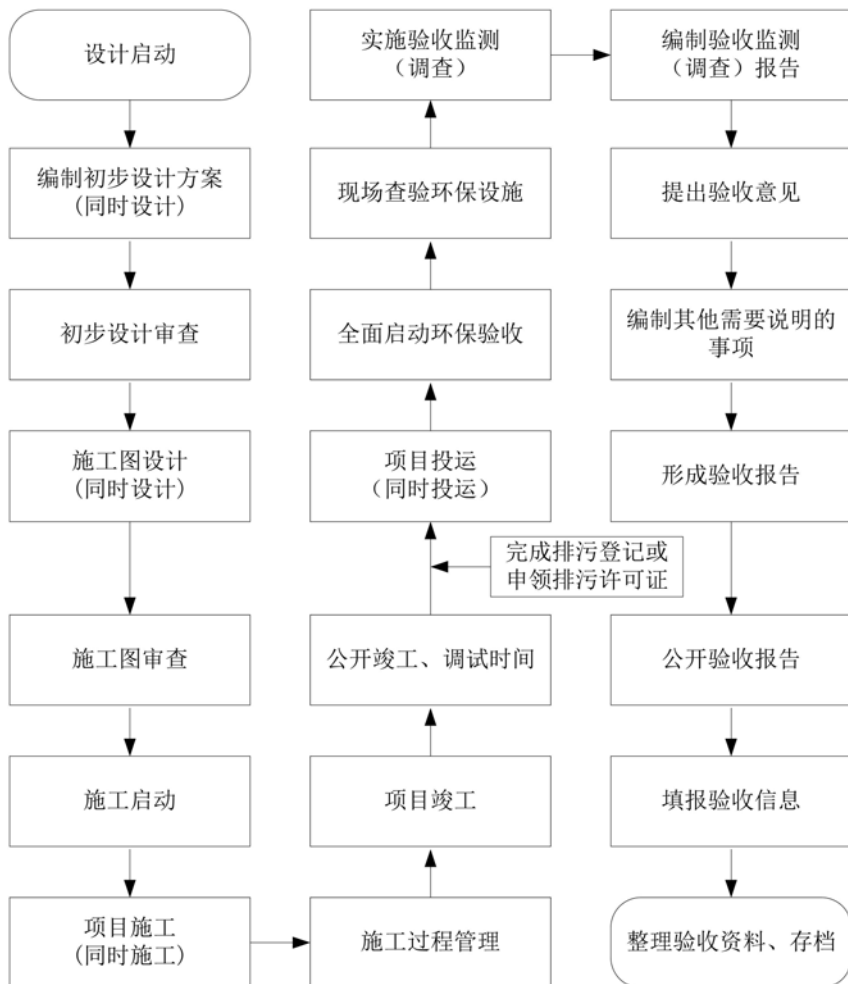 设计启动
编制初步设计方案
(同时设计)
初步设计审查
施工图设计
(同时设计)
施工图审查
施工启动
项目施工
(同时施工)
施工过程管理
项目竣工
公开竣工、调试时间
完成排污登记或
申领排污许可证
项目投运
（同时投运）
全面启动环保验收
现场查验环保设施
实施验收监测
（调查）
编制验收监测
（调查）报告
提出验收意见
编制其他需要说明的
事项
形成验收报告
公开验收报告
填报验收信息
整理验收资料、存档